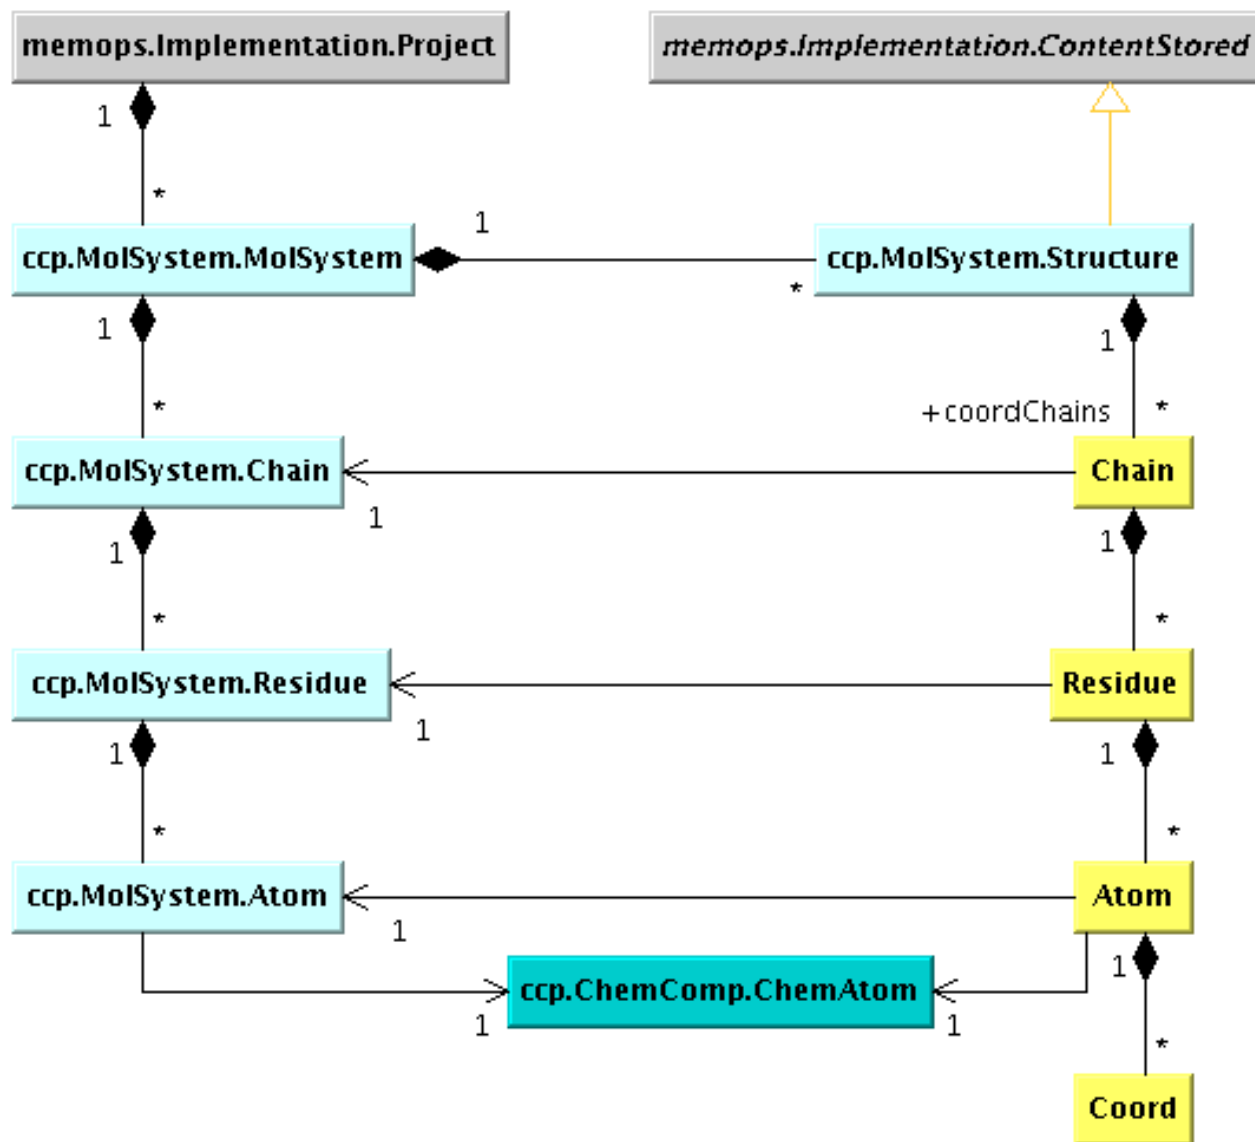 memops.Implementation.Project
memops.Implementation.ContentStored
1
*
1
ccp.MolSystem.MolSystem
ccp.MolSystem.Structure
*
1
1
*
+coordChains
*
ccp.MolSystem.Chain
Chain
1
1
1
*
*
ccp.MolSystem.Residue
Residue
1
1
1
*
*
ccp.MolSystem.Atom
Atom
1
1
ccp.ChemComp.ChemAtom
1
1
*
Coord